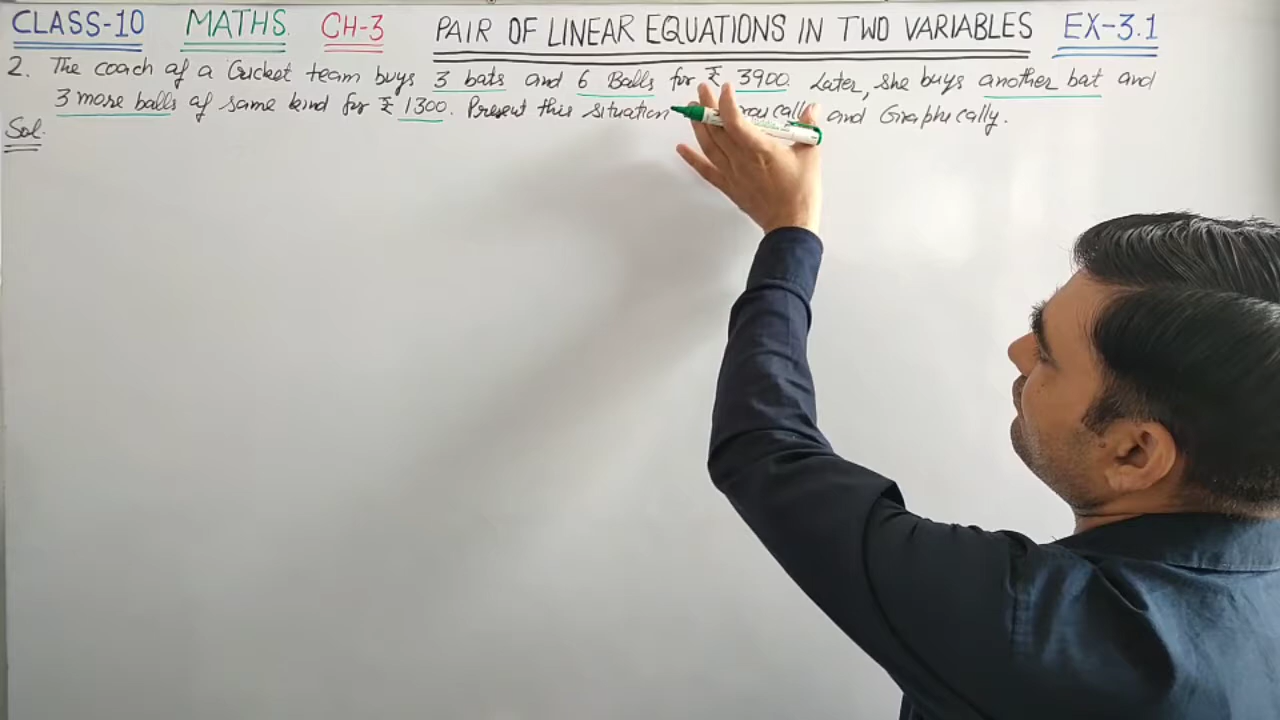 CLASS-10 MATHS CH-3 PAIR OF LINEAR EQUATIONS IN TWO VARIABLES EX-3.1
2. The coach of a Cricket team buys 3 bats and 6 Balls for ₹ 3900. Later, she buys another bat and
3 more balls of same kind for ₹ 1300. Present this situation and Graphically.
Sol.